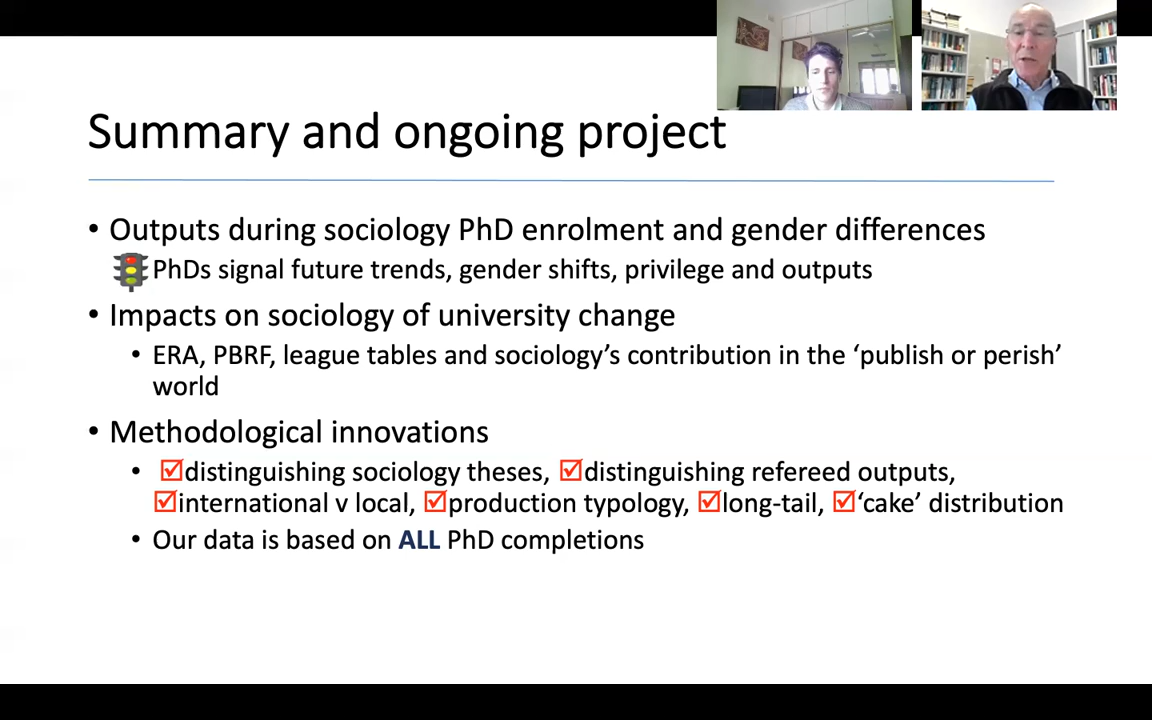 Summary and ongoing project
• Outputs during sociology PhD enrolment and gender differences
PhDs signal future trends, gender shifts, privilege and outputs
• Impacts on sociology of university change
• ERA, PBRF, league tables and sociology’s contribution in the ‘publish or perish’
world
• Methodological innovations
• ☑distinguishing sociology theses, ☑distinguishing refereed outputs,
☑international v local, ☑production typology, ☑long-tail, ☑‘cake’ distribution
• Our data is based on ALL PhD completions